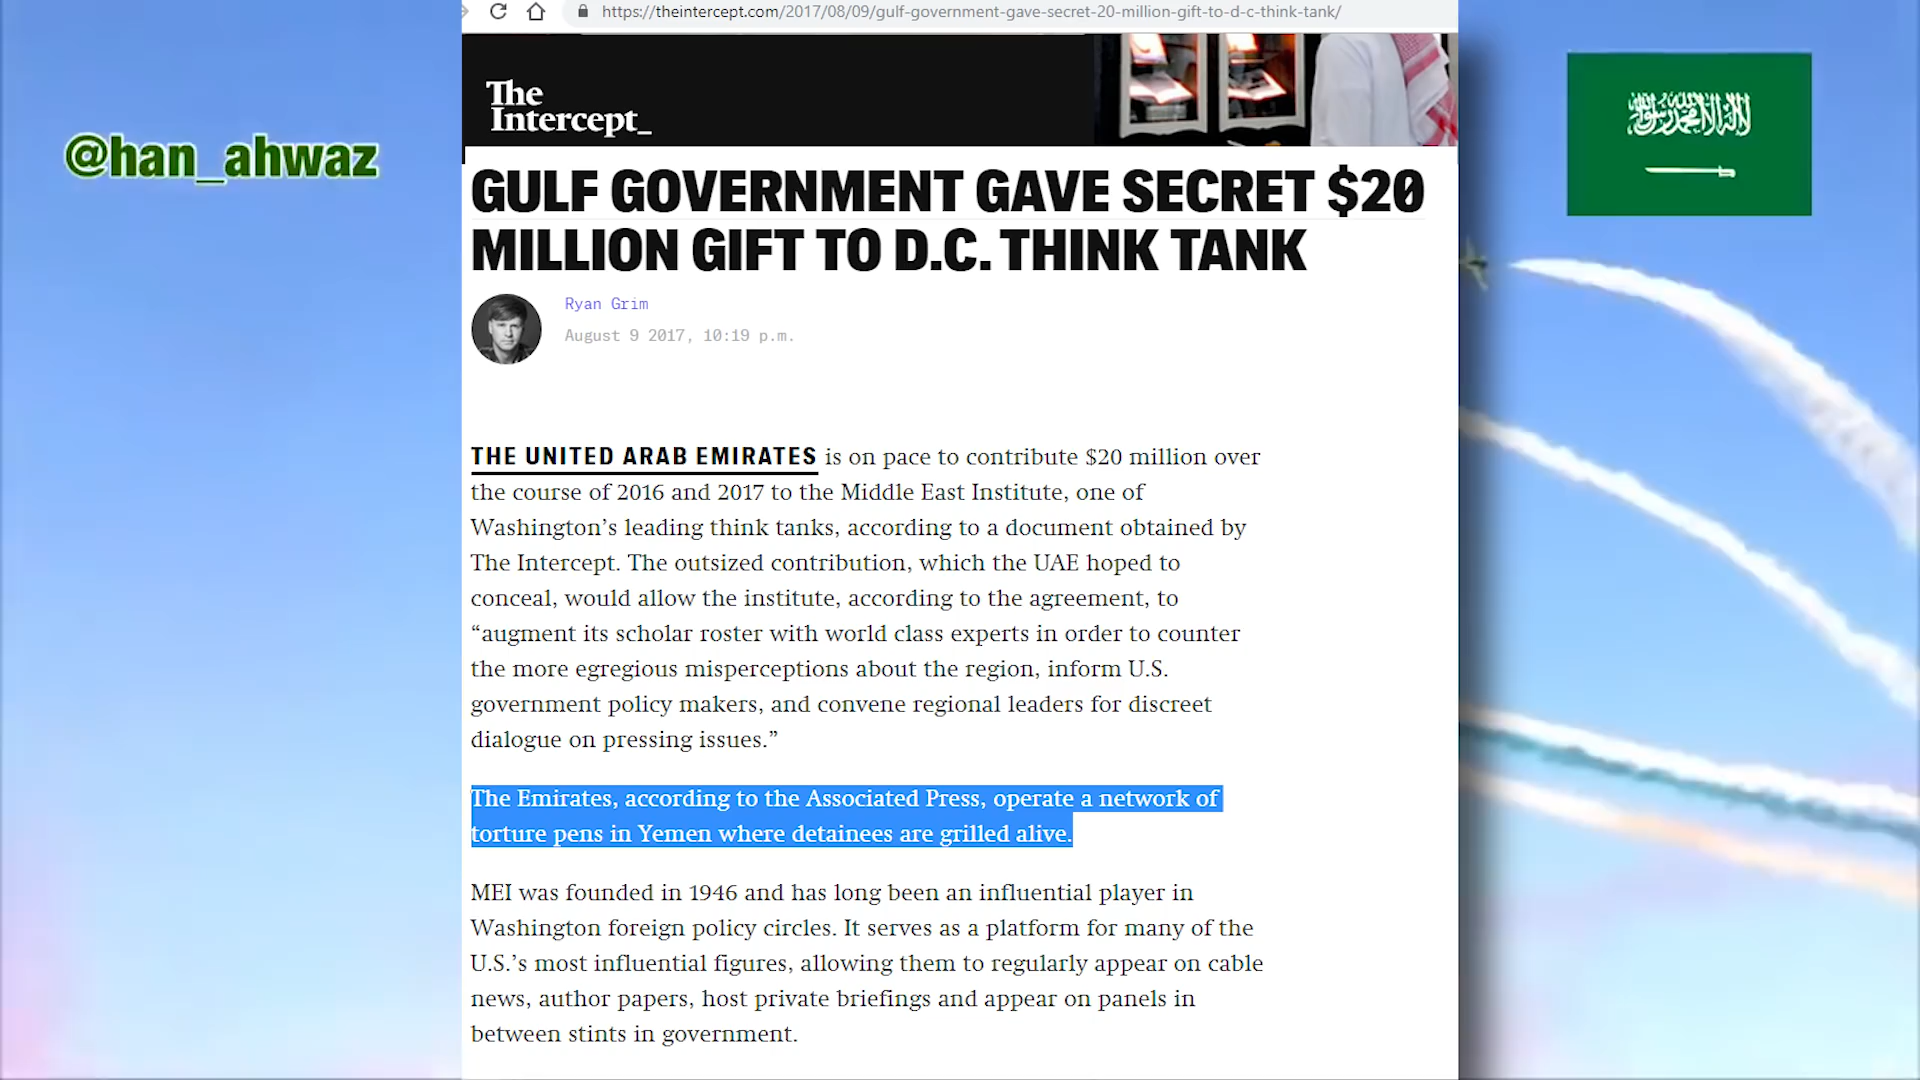 https://theintercept.com/2017/08/09/gulf-government-gave-secret-20-million-gift-to-d-c-think-tank/
@han_ahwaz
The
Intercept_
لا إله إلا الله محمد رسول الله
GULF GOVERNMENT GAVE SECRET $20
MILLION GIFT TO D.C. THINK TANK
Ryan Grim
August 9 2017, 10:19 p.m.
THE UNITED ARAB EMIRATES is on pace to contribute $20 million over
the course of 2016 and 2017 to the Middle East Institute, one of
Washington’s leading think tanks, according to a document obtained by
The Intercept. The outsized contribution, which the UAE hoped to
conceal, would allow the institute, according to the agreement, to
“augment its scholar roster with world class experts in order to counter
the more egregious misperceptions about the region, inform U.S.
government policy makers, and convene regional leaders for discreet
dialogue on pressing issues.”
The Emirates, according to the Associated Press, operate a network of
torture pens in Yemen where detainees are grilled alive.
MEI was founded in 1946 and has long been an influential player in
Washington foreign policy circles. It serves as a platform for many of the
U.S.’s most influential figures, allowing them to regularly appear on cable
news, author papers, host private briefings and appear on panels in
between stints in government.